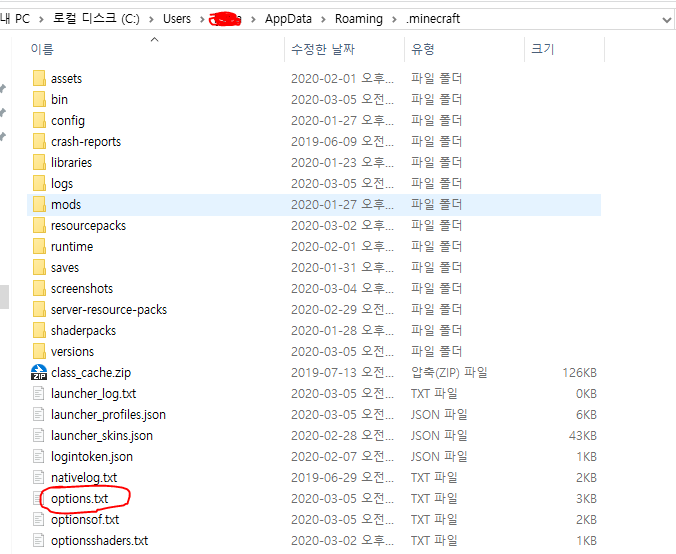 내 PC > 로컬 디스크 (C:) > Users > > AppData > Roaming > .minecraft
이름 수정한 날짜 유형 크기
assets 2020-02-01 오후... 파일 폴더
bin 2020-03-05 오전... 파일 폴더
config 2020-01-27 오후... 파일 폴더
crash-reports 2019-06-09 오전... 파일 폴더
libraries 2020-01-23 오후... 파일 폴더
logs 2020-03-05 오전... 파일 폴더
mods 2020-01-27 오후... 파일 폴더
resourcepacks 2020-03-02 오후... 파일 폴더
runtime 2020-02-01 오후... 파일 폴더
saves 2020-01-31 오후... 파일 폴더
screenshots 2020-03-04 오후... 파일 폴더
server-resource-packs 2020-02-29 오후... 파일 폴더
shaderpacks 2020-01-28 오후... 파일 폴더
versions 2020-03-05 오전... 파일 폴더
ZIP class_cache.zip 2019-07-13 오전... 압축(ZIP) 파일 126KB
launcher_log.txt 2020-03-05 오전... TXT 파일 0KB
launcher_profiles.json 2020-03-05 오전... JSON 파일 6KB
launcher_skins.json 2020-02-28 오전... JSON 파일 43KB
logintoken.json 2020-02-07 오후... JSON 파일 1KB
nativelog.txt 2019-06-29 오전... TXT 파일 2KB
options.txt 2020-03-05 오전... TXT 파일 3KB
optionsof.txt 2020-03-05 오전... TXT 파일 2KB
optionsshaders.txt 2020-03-02 오후... TXT 파일 1KB